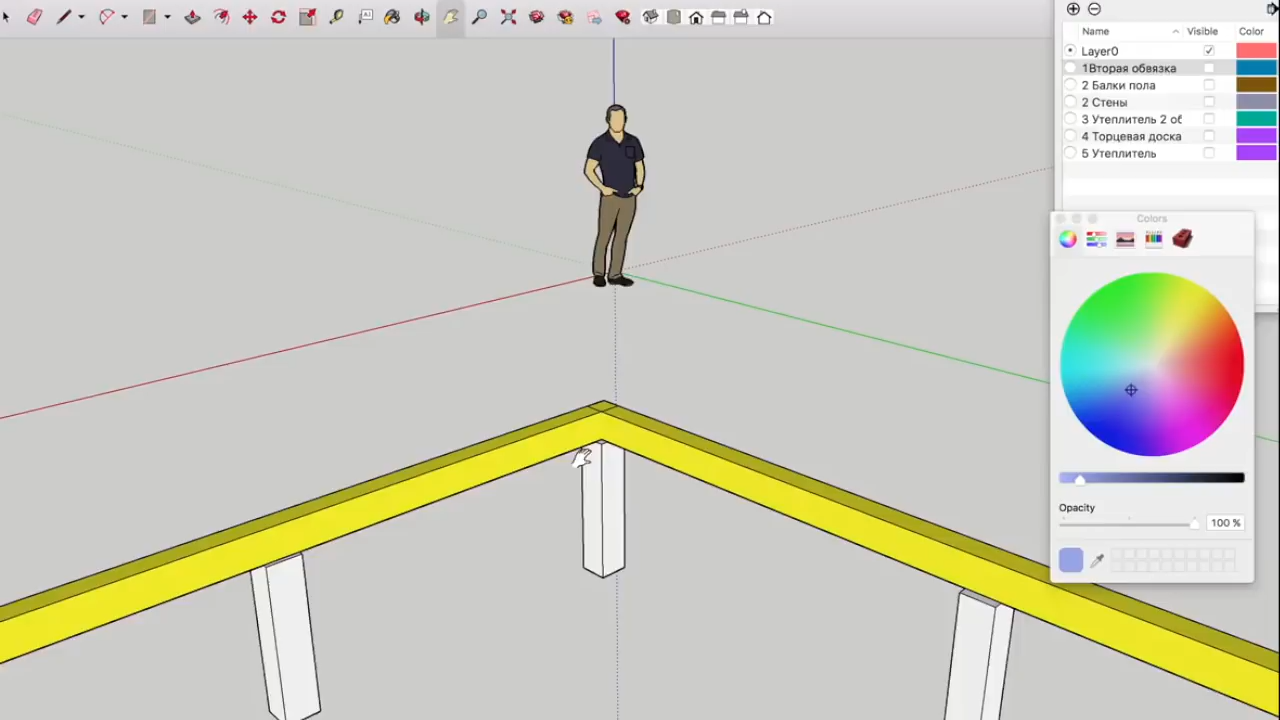 Name Visible Color
Layer0
1Вторая обвязка
2 Балки пола
2 Стены
3 Утеплитель 2 об
4 Торцевая доска
5 Утеплитель
Colors
Opacity
100 %